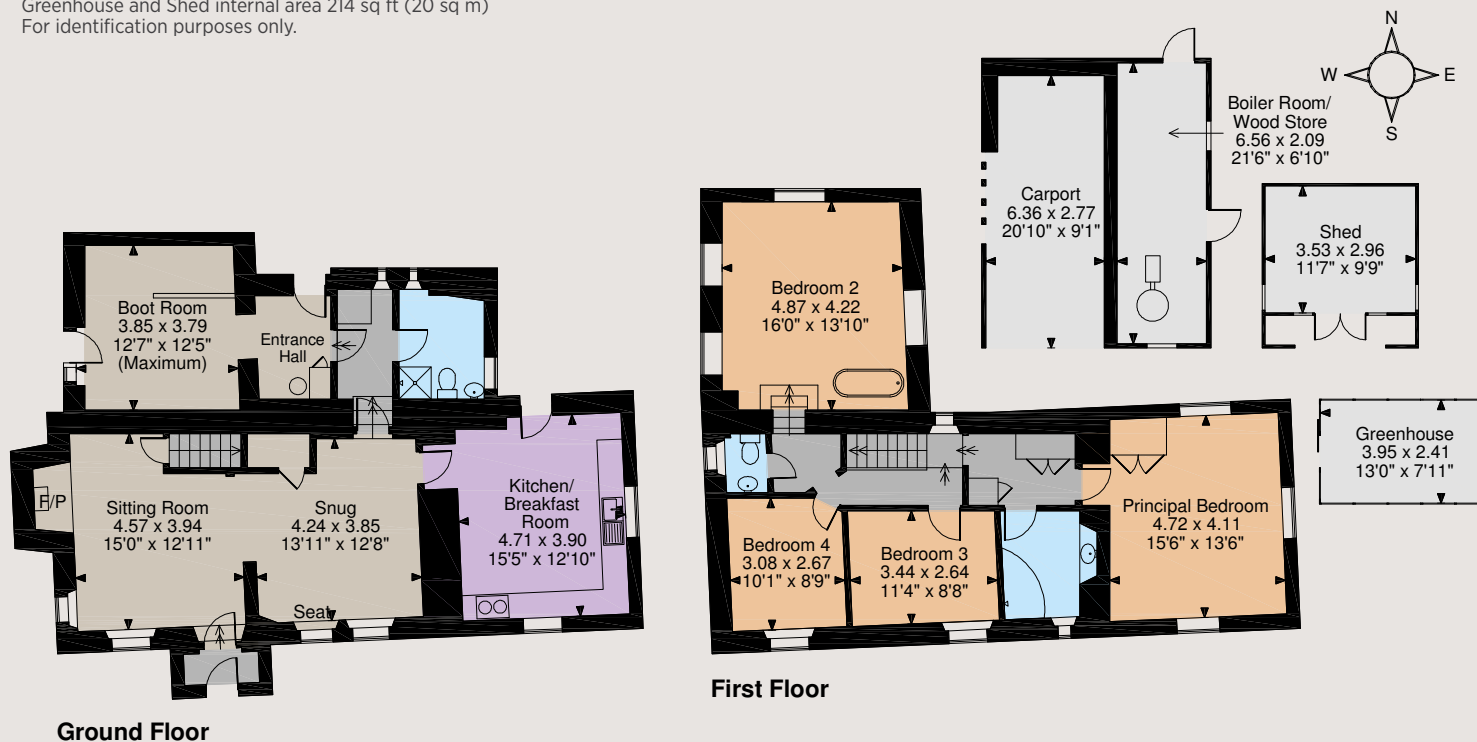 Greenhouse and Shed internal area 214 sq ft (20 sq m)
For identification purposes only.
N
W
E
S
Boiler Room/
Wood Store
6.56 x 2.09
21'6" x 6'10"
Carport
6.36 x 2.77
20'10" x 9'1"
Shed
3.53 x 2.96
11'7" x 9'9"
Greenhouse
3.95 x 2.41
13'0" x 7'11"
Boot Room
3.85 x 3.79
12'7" x 12'5"
(Maximum)
Entrance
Hall
F/P
Sitting Room
4.57 x 3.94
15'0" x 12'11"
Snug
4.24 x 3.85
13'11" x 12'8"
Seat
Kitchen/
Breakfast
Room
4.71 x 3.90
15'5" x 12'10"
Ground Floor
Bedroom 2
4.87 x 4.22
16'0" x 13'10"
Bedroom 4
3.08 x 2.67
10'1" x 8'9"
Bedroom 3
3.44 x 2.64
11'4" x 8'8"
Principal Bedroom
4.72 x 4.11
15'6" x 13'6"
First Floor